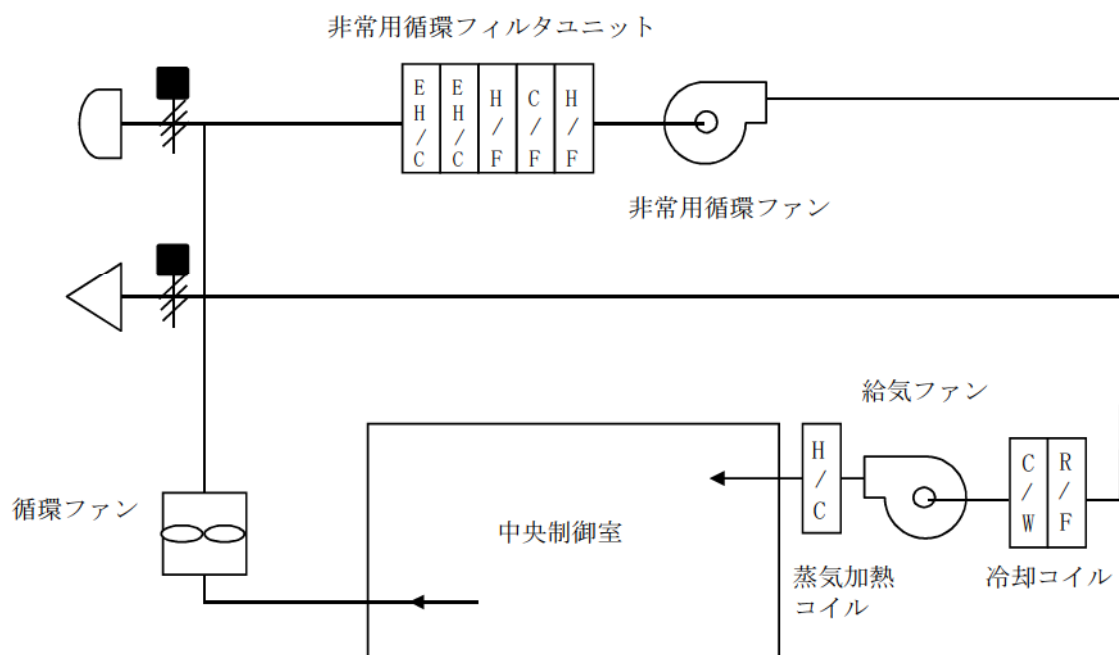 非常用循環フィルタユニット
EH/C
EH/C
H/F
C/F
H/F
非常用循環ファン
給気ファン
H/C
C/W
R/F
循環ファン
中央制御室
蒸気加熱
コイル
冷却コイル